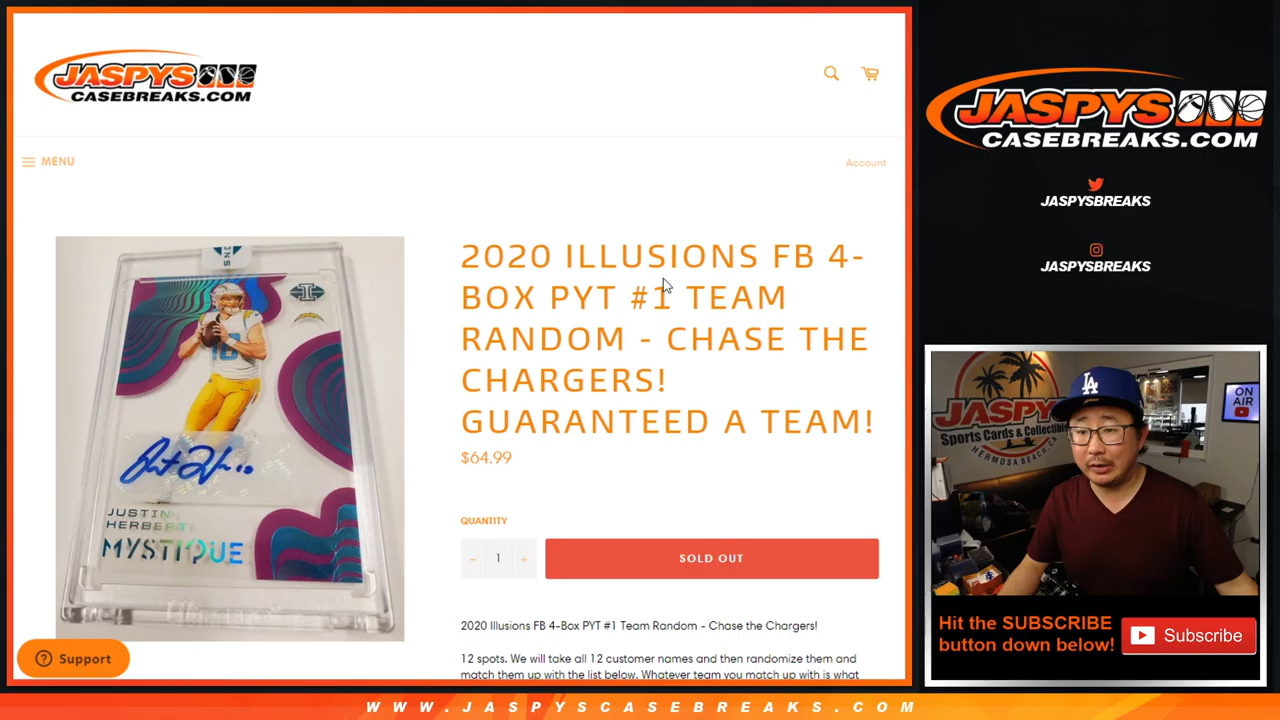 JASPYS
CASEBREAKS.COM
MENU
Account
2020 ILLUSIONS FB 4-
BOX PYT #1 TEAM
RANDOM - CHASE THE
CHARGERS!
GUARANTEED A TEAM!
$64.99
QUANTITY
− 1 +
SOLD OUT
2020 Illusions FB 4-Box PYT #1 Team Random - Chase the Chargers!
12 spots. We will take all 12 customer names and then randomize them and
match them up with the list below. Whatever team you match up with is what
JUSTIN
HERBERT
MYSTIQUE
Support
JASPYS
CASEBREAKS.COM
JASPYSBREAKS
JASPYSBREAKS
JASPYS
Sports Cards & Collectible
HERMOSA BEACH, CA
LA
ON
AIR
Hit the SUBSCRIBE
button down below!
Subscribe
WWW.JASPYSCASEBREAKS.COM